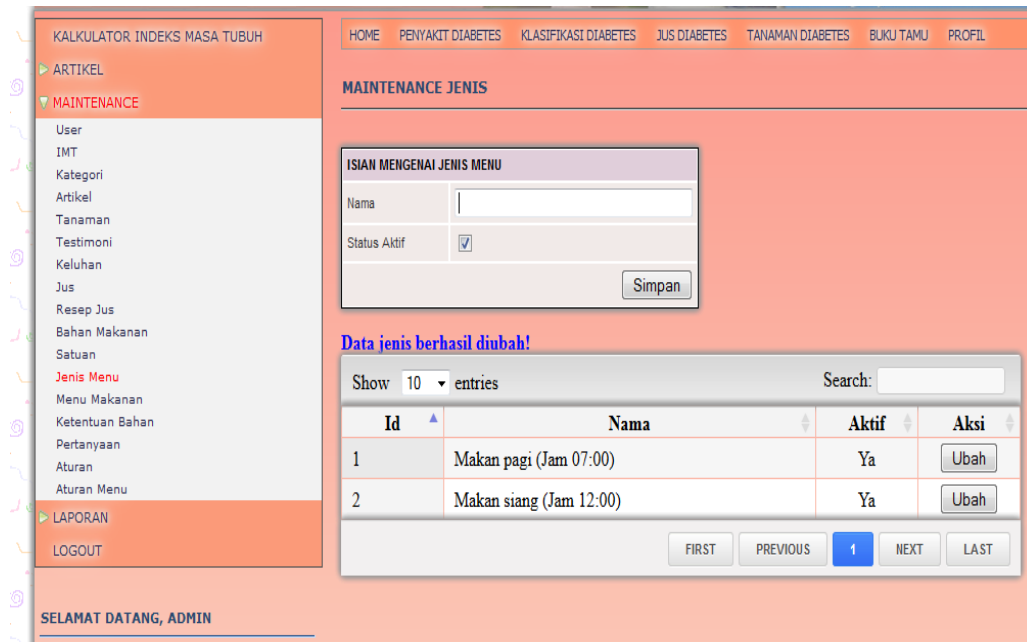 KALKULATOR INDEKS MASA TUBUH
ARTIKEL
MAINTENANCE
User
IMT
Kategori
Artikel
Tanaman
Testimoni
Keluhan
Jus
Resep Jus
Bahan Makanan
Satuan
Jenis Menu
Menu Makanan
Ketentuan Bahan
Pertanyaan
Aturan
Aturan Menu
LAPORAN
LOGOUT
SELAMAT DATANG, ADMIN
HOME PENYAKIT DIABETES KLASIFIKASI DIABETES JUS DIABETES TANAMAN DIABETES BUKU TAMU PROFIL
MAINTENANCE JENIS
ISIAN MENGENAI JENIS MENU
Nama
Status Aktif
Simpan
Data jenis berhasil diubah!
Show 10 entries Search:
Id Nama Aktif Aksi
1 Makan pagi (Jam 07:00) Ya Ubah
2 Makan siang (Jam 12:00) Ya Ubah
FIRST PREVIOUS 1 NEXT LAST